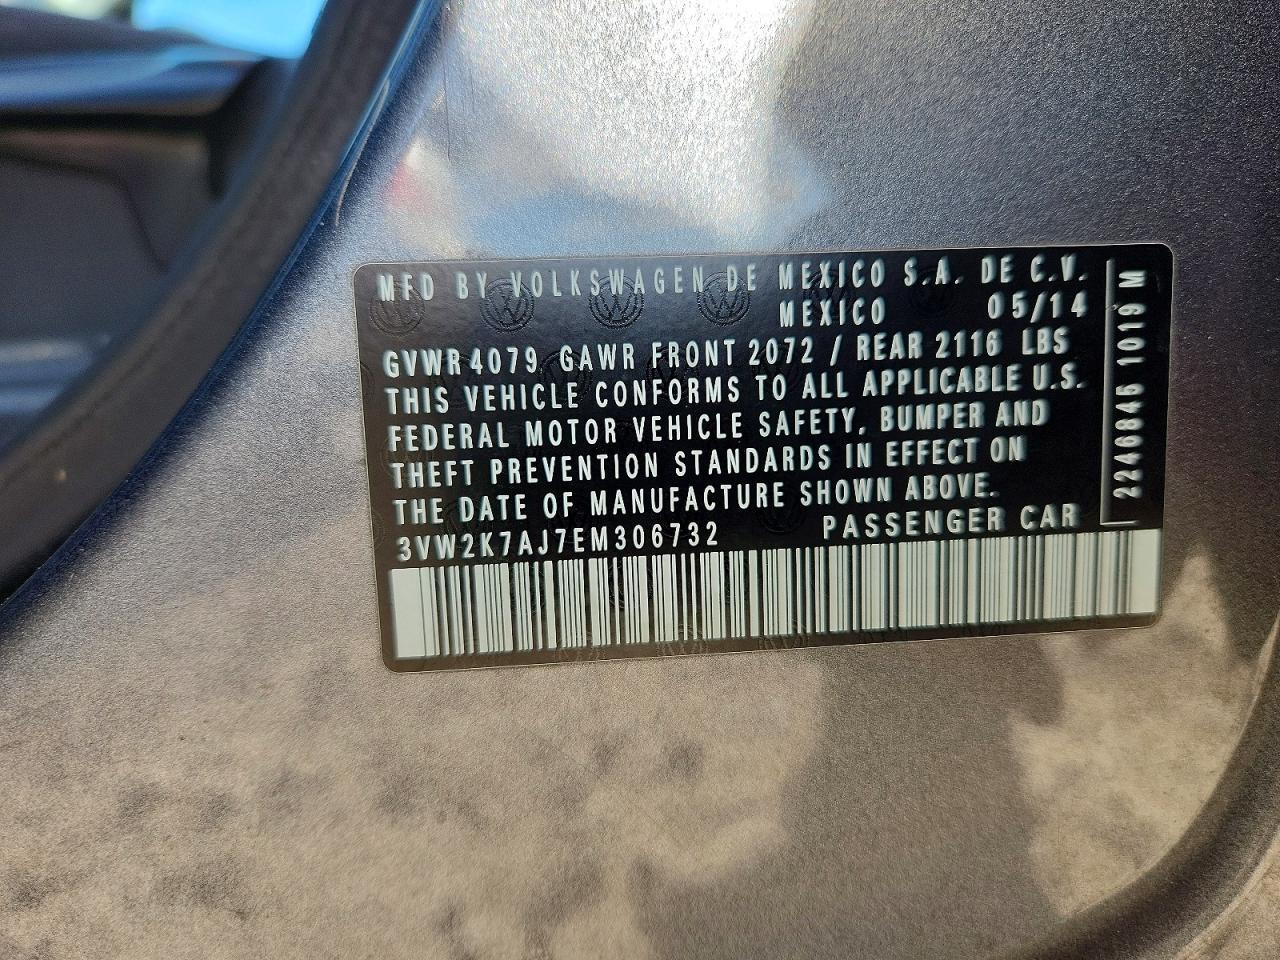 MFD BY VOLKSWAGEN DE MEXICO S.A. DE C.V.
MEXICO 05/14
GVWR 4079 GAWR FRONT 2072 / REAR 2116 LBS
THIS VEHICLE CONFORMS TO ALL APPLICABLE U.S.
FEDERAL MOTOR VEHICLE SAFETY, BUMPER AND
THEFT PREVENTION STANDARDS IN EFFECT ON
THE DATE OF MANUFACTURE SHOWN ABOVE.
3VW2K7AJ7EM306732 PASSENGER CAR
2246845 1019 M